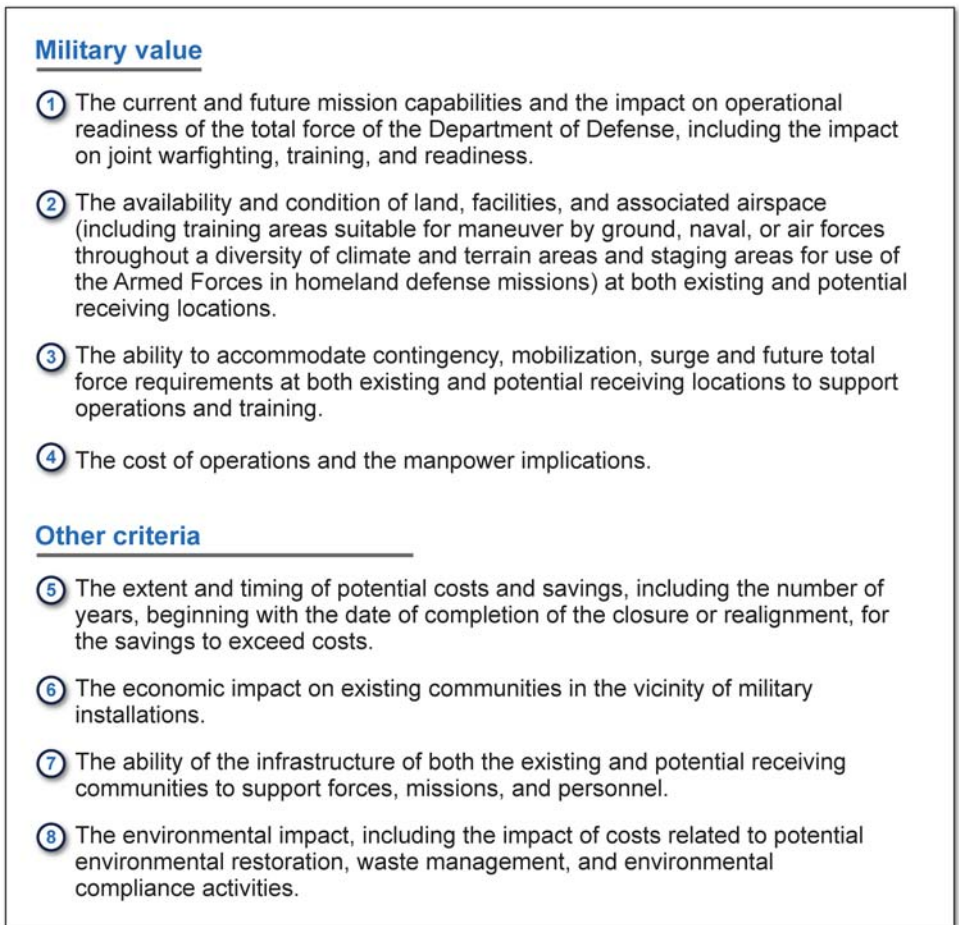 Military value
1 The current and future mission capabilities and the impact on operational
readiness of the total force of the Department of Defense, including the impact
on joint warfighting, training, and readiness.
2 The availability and condition of land, facilities, and associated airspace
(including training areas suitable for maneuver by ground, naval, or air forces
throughout a diversity of climate and terrain areas and staging areas for use of
the Armed Forces in homeland defense missions) at both existing and potential
receiving locations.
3 The ability to accommodate contingency, mobilization, surge and future total
force requirements at both existing and potential receiving locations to support
operations and training.
4 The cost of operations and the manpower implications.
Other criteria
5 The extent and timing of potential costs and savings, including the number of
years, beginning with the date of completion of the closure or realignment, for
the savings to exceed costs.
6 The economic impact on existing communities in the vicinity of military
installations.
7 The ability of the infrastructure of both the existing and potential receiving
communities to support forces, missions, and personnel.
8 The environmental impact, including the impact of costs related to potential
environmental restoration, waste management, and environmental
compliance activities.